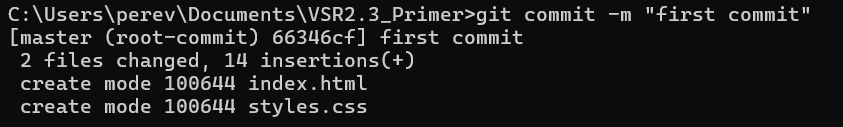 C:\Users\perev\Documents\VSR2.3_Primer>git commit -m "first commit"
[master (root-commit) 66346cf] first commit
 2 files changed, 14 insertions(+)
 create mode 100644 index.html
 create mode 100644 styles.css